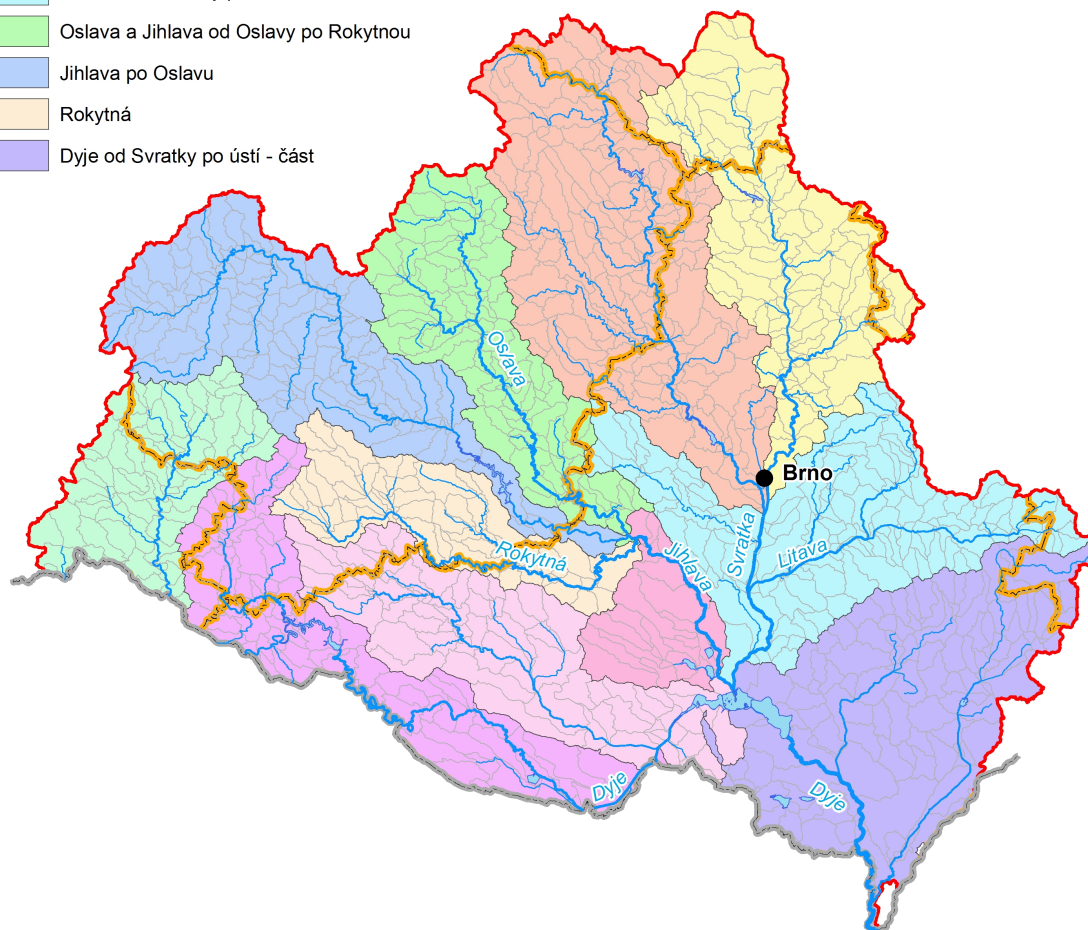 Oslava a Jihlava od Oslavy po Rokytnou
Jihlava po Oslavu
Rokytná
Dyje od Svratky po ústí - část
Oslava
Brno
Rokytná
Jihlava
Svratka
Litava
Dyje
Dyje